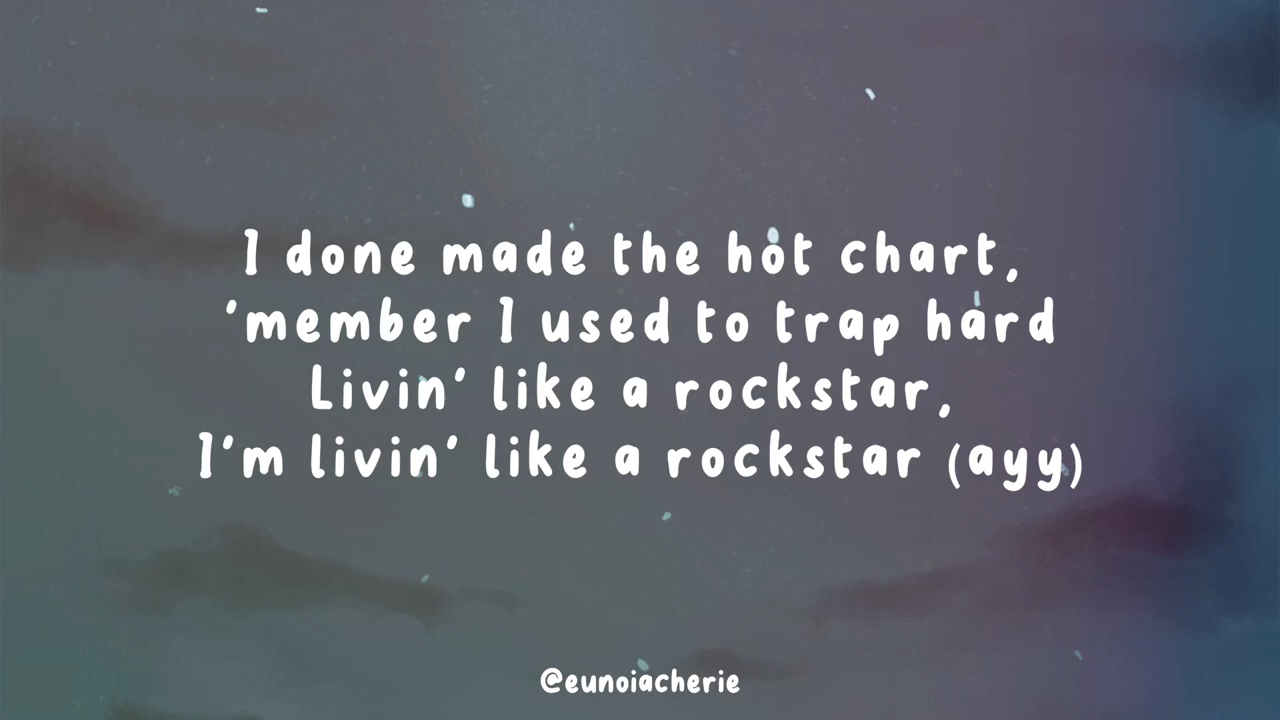 I done made the hot chart,
'member I used to trap hard
Livin' like a rockstar,
I'm livin' like a rockstar (ayy)
@eunoiacherie